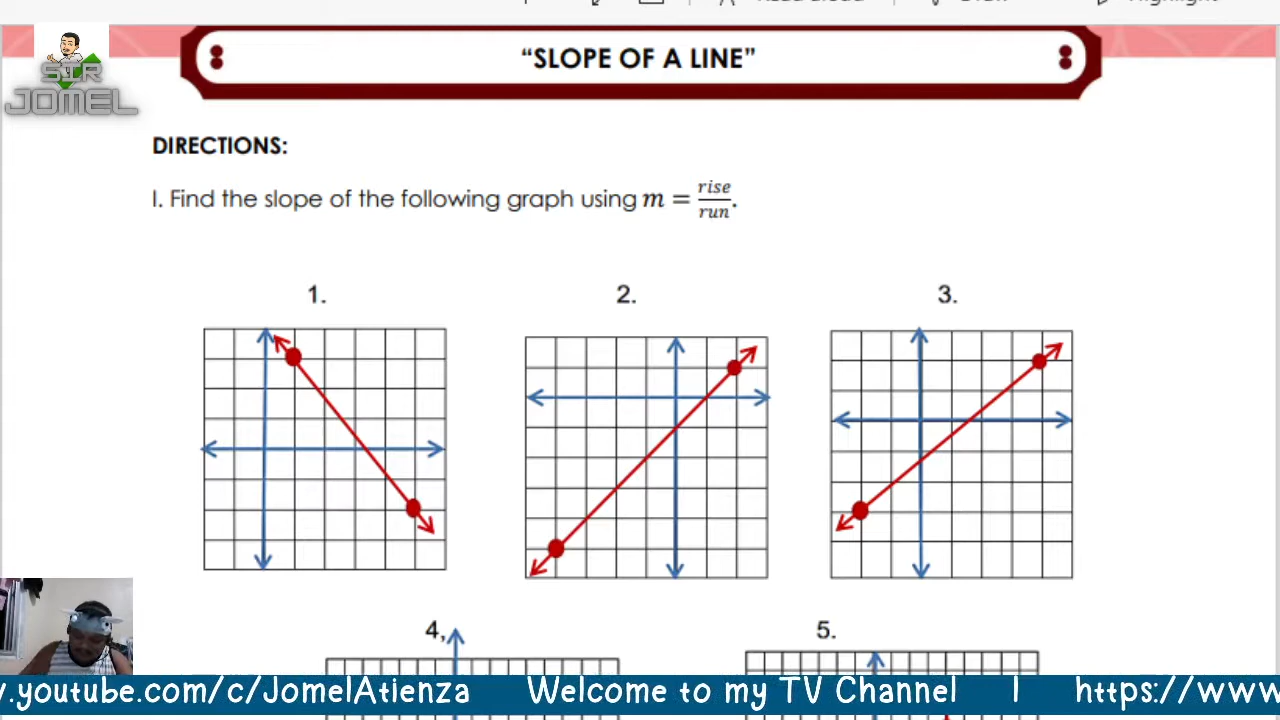 “SLOPE OF A LINE”
SIR
JOMEL
DIRECTIONS:
I. Find the slope of the following graph using m = rise/run.
1.
2.
3.
4,
5.
.youtube.com/c/JomelAtienza Welcome to my TV Channel I https://www